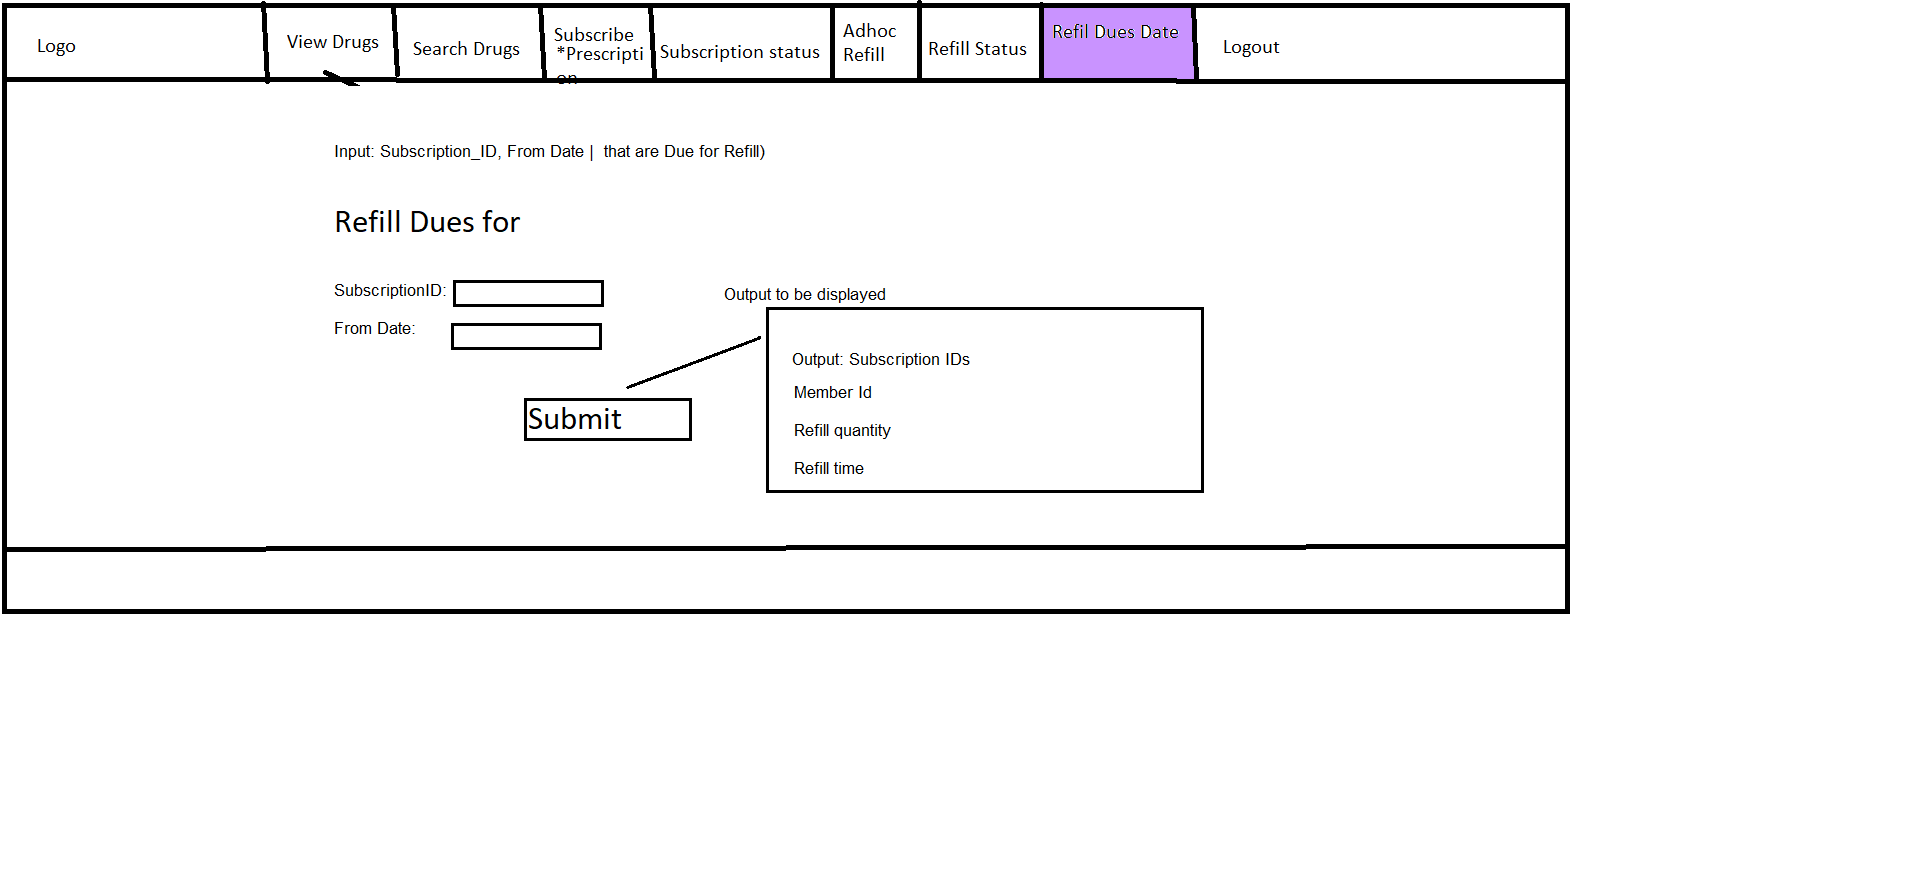 Logo
View Drugs
Search Drugs
Subscribe
*Prescripti
on
Subscription status
Adhoc
Refill
Refill Status
Refil Dues Date
Logout
Input: Subscription_ID, From Date |  that are Due for Refill)
Refill Dues for
SubscriptionID:
From Date:
Submit
Output to be displayed
Output: Subscription IDs
Member Id
Refill quantity
Refill time